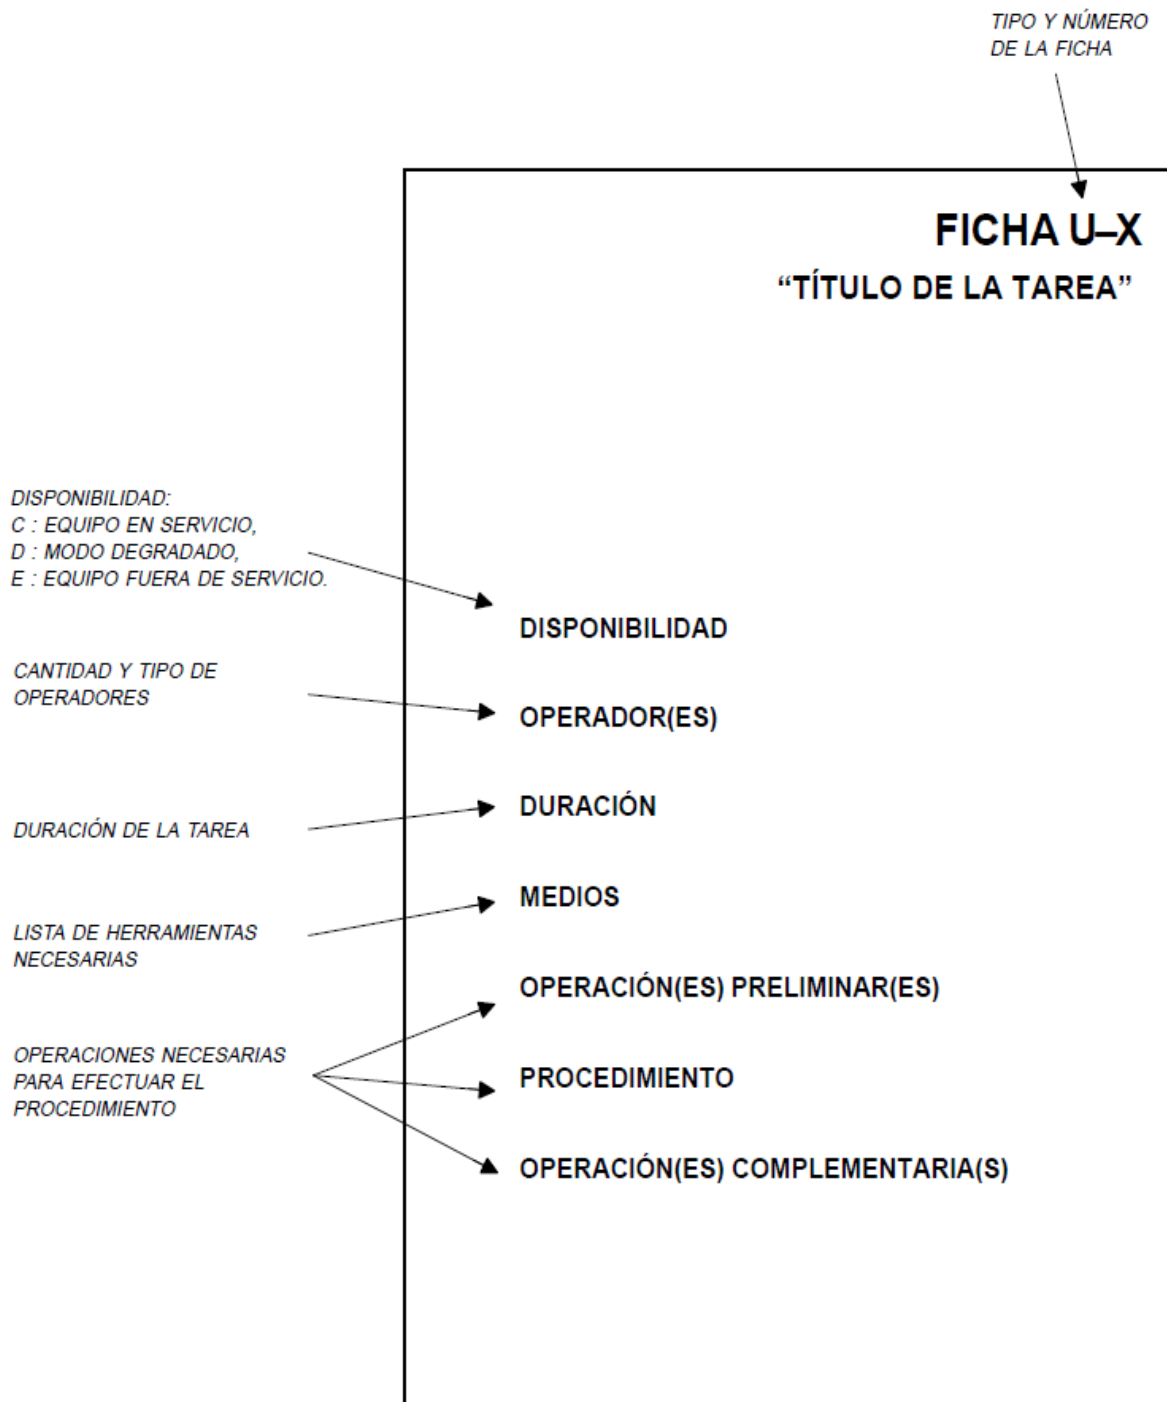 TIPO Y NÚMERO
DE LA FICHA
FICHA U–X
“TÍTULO DE LA TAREA”
DISPONIBILIDAD:
C : EQUIPO EN SERVICIO,
D : MODO DEGRADADO,
E : EQUIPO FUERA DE SERVICIO.
DISPONIBILIDAD
CANTIDAD Y TIPO DE
OPERADORES
OPERADOR(ES)
DURACIÓN DE LA TAREA
DURACIÓN
LISTA DE HERRAMIENTAS
NECESARIAS
MEDIOS
OPERACIONES NECESARIAS
PARA EFECTUAR EL
PROCEDIMIENTO
OPERACIÓN(ES) PRELIMINAR(ES)
PROCEDIMIENTO
OPERACIÓN(ES) COMPLEMENTARIA(S)